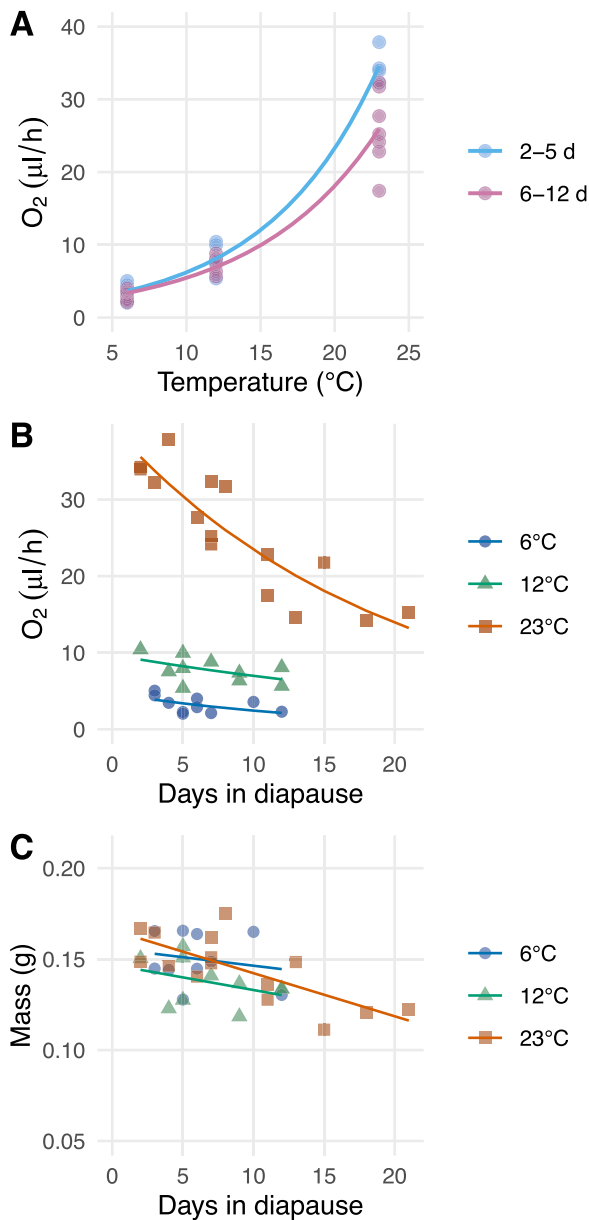 A
40
30
20
10
0
O₂ (μl/h)
5 10 15 20 25
Temperature (°C)
2–5 d
6–12 d
B
30
20
10
0
O₂ (μl/h)
0 5 10 15 20
Days in diapause
6°C
12°C
23°C
C
0.20
0.15
0.10
0.05
Mass (g)
0 5 10 15 20
Days in diapause
6°C
12°C
23°C